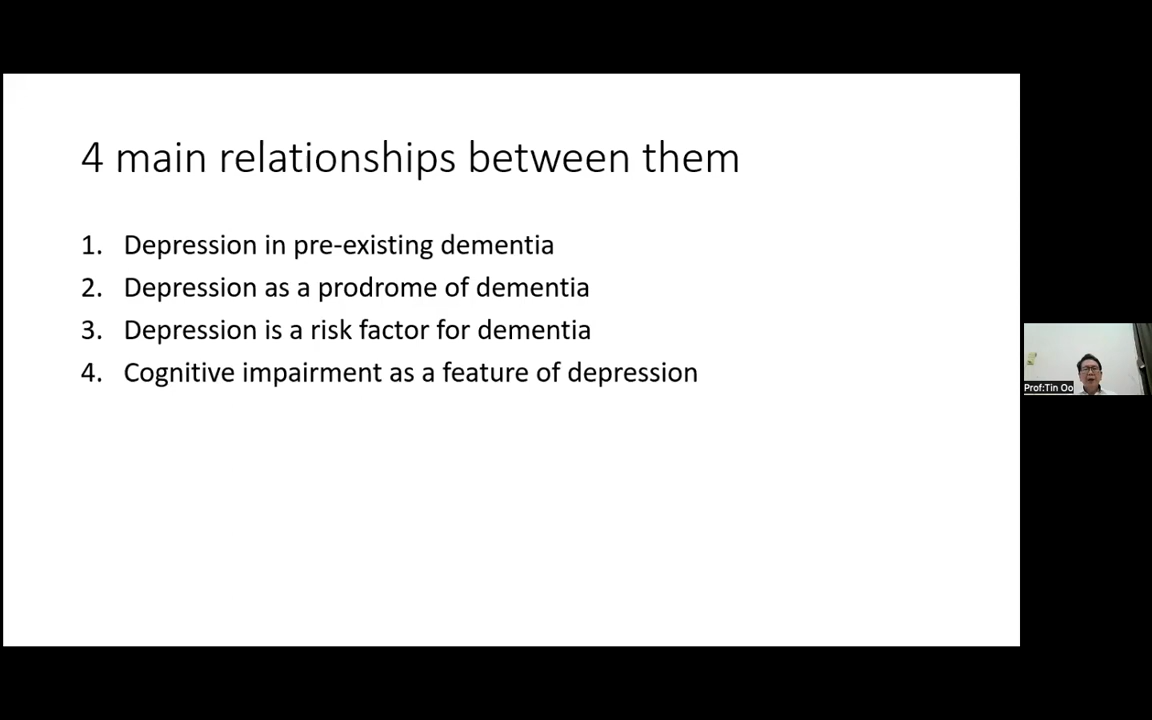 4 main relationships between them
1. Depression in pre-existing dementia
2. Depression as a prodrome of dementia
3. Depression is a risk factor for dementia
4. Cognitive impairment as a feature of depression
Prof:Tin Oo